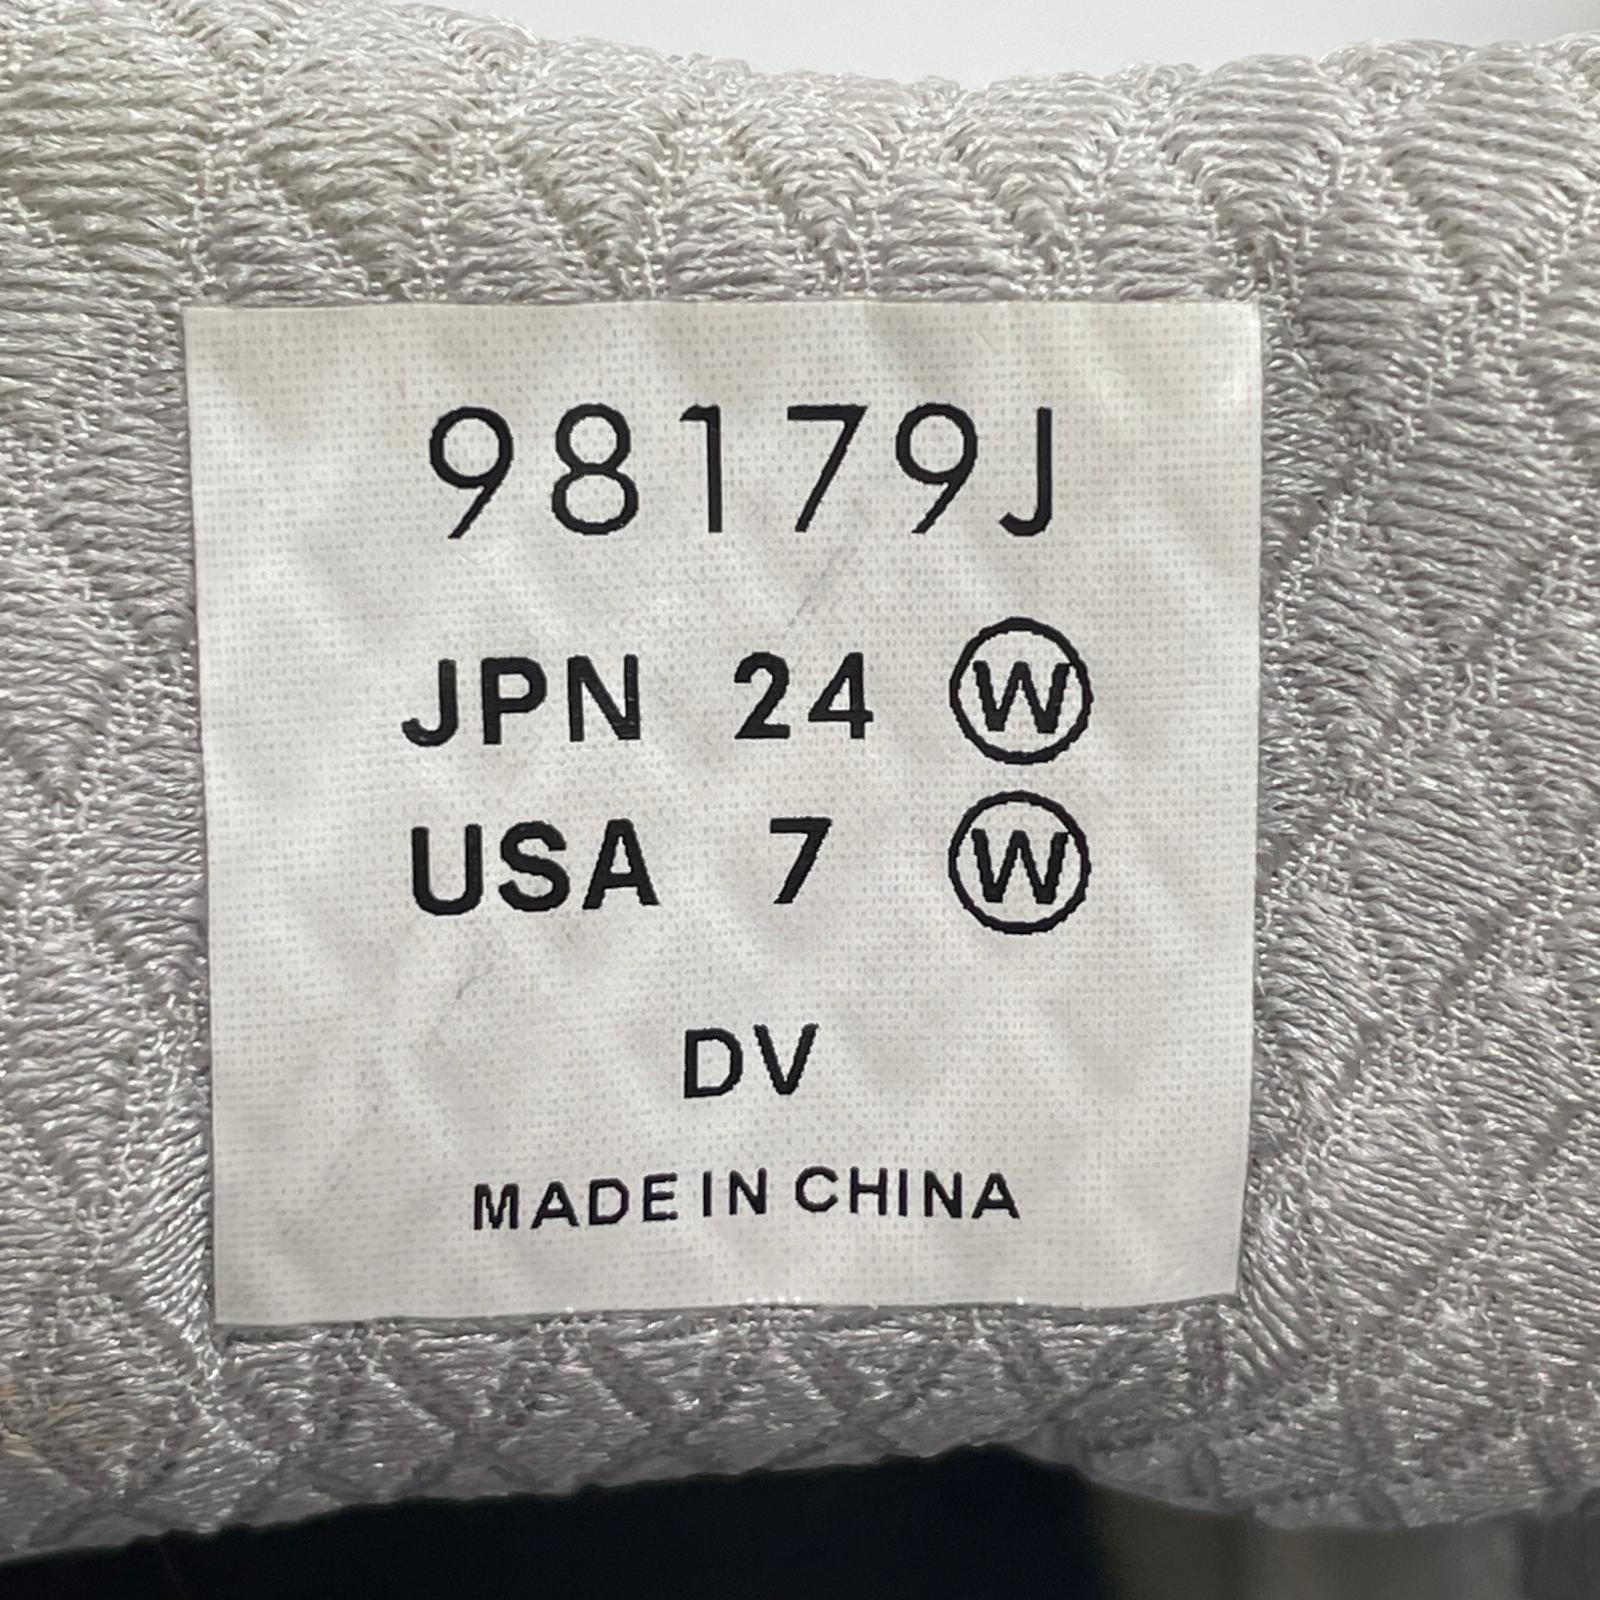 98179J
JPN 24 Ⓦ
USA 7 Ⓦ
DV
MADE IN CHINA